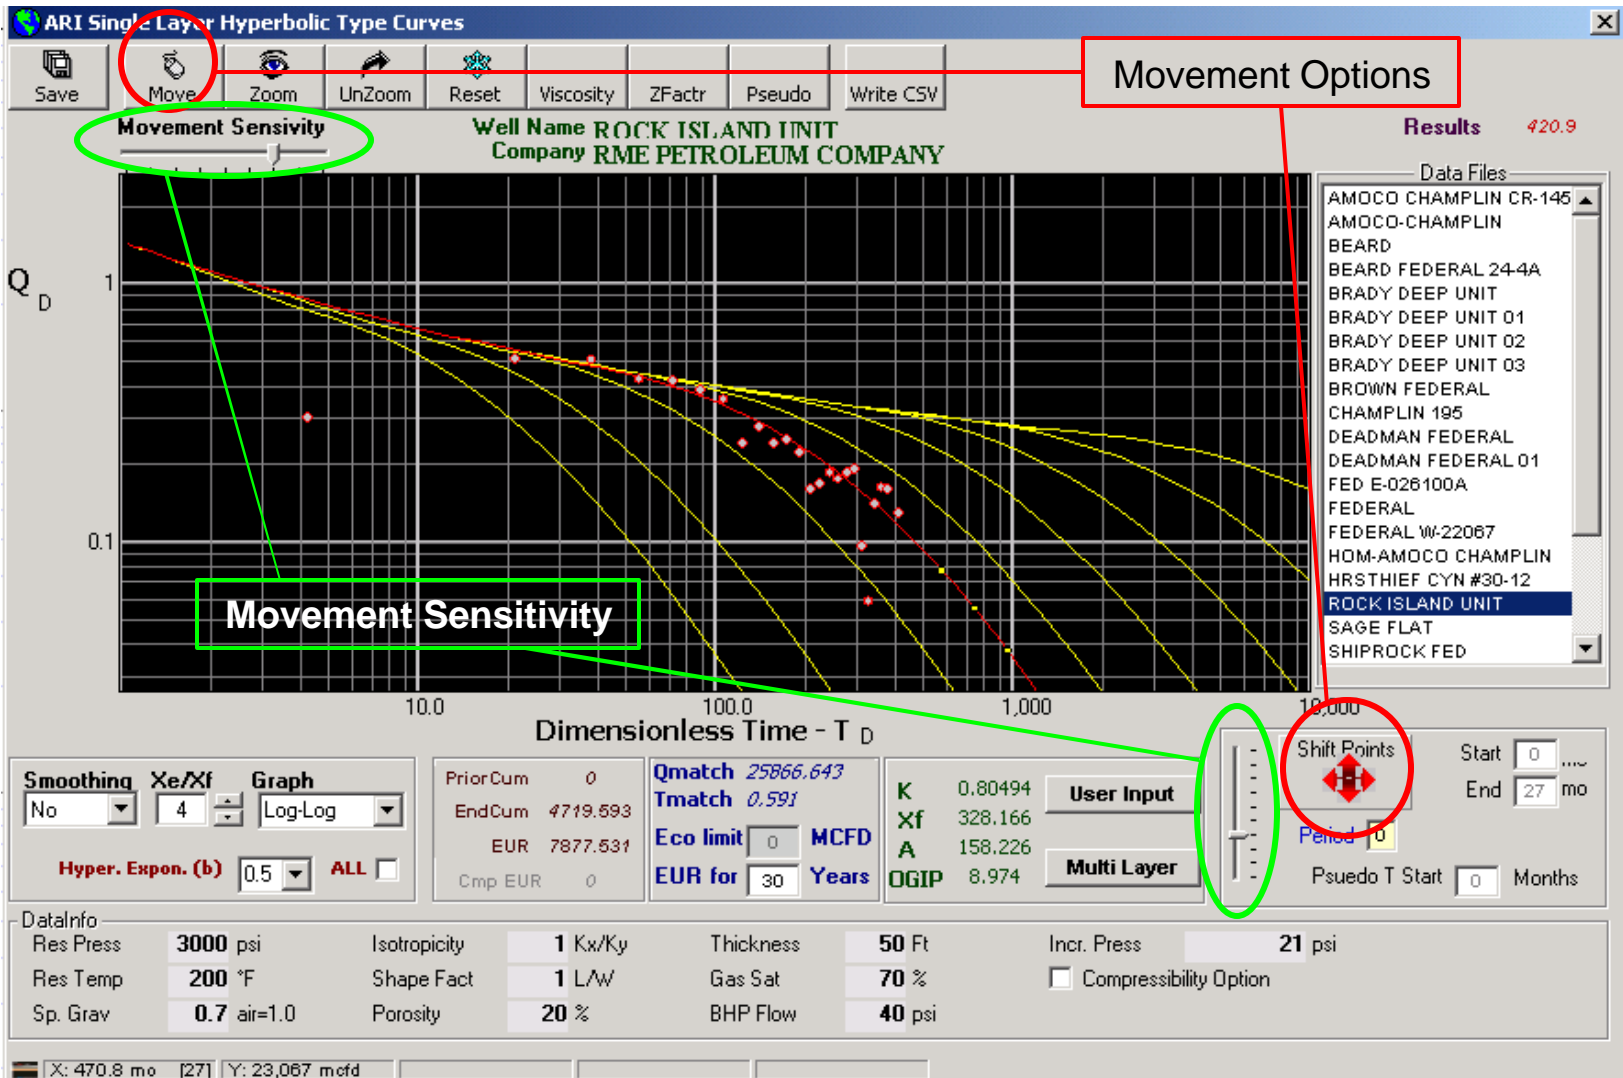 ARI Single Layer Hyperbolic Type Curves
Save Move Zoom UnZoom Reset Viscosity ZFactr Pseudo Write CSV
Movement Options
Movement Sensivity
Well Name ROCK ISLAND UNIT
Company RME PETROLEUM COMPANY
Results 420.9
Data Files
AMOCO CHAMPLIN CR-145
AMOCO-CHAMPLIN
BEARD
BEARD FEDERAL 24-4A
BRADY DEEP UNIT
BRADY DEEP UNIT 01
BRADY DEEP UNIT 02
BRADY DEEP UNIT 03
BROWN FEDERAL
CHAMPLIN 195
DEADMAN FEDERAL
DEADMAN FEDERAL 01
FED E-026100A
FEDERAL
FEDERAL W-22067
HOM-AMOCO CHAMPLIN
HRSTHIEF CYN #30-12
ROCK ISLAND UNIT
SAGE FLAT
SHIPROCK FED
Q D
1
0.1
Movement Sensitivity
10.0 100.0 1,000 10,000
Dimensionless Time - T D
Smoothing Xe/Xf Graph
No 4 Log-Log
Hyper. Expon. (b) 0.5 ALL
PriorCum 0
EndCum 4719.593
EUR 7877.531
Cmp EUR 0
Qmatch 25866.643
Tmatch 0.591
Eco limit 0 MCFD
EUR for 30 Years
K 0.80494
Xf 328.166
A 158.226
OGIP 8.974
User Input
Multi Layer
Shift Points
Start 0
End 27 mo
Period 0
Psuedo T Start 0 Months
DataInfo
Res Press 3000 psi Isotropicity 1 Kx/Ky Thickness 50 Ft Incr. Press 21 psi
Res Temp 200 °F Shape Fact 1 L/W Gas Sat 70 % Compressibility Option
Sp. Grav 0.7 air=1.0 Porosity 20 % BHP Flow 40 psi
X: 470.8 mo [27] Y: 23,067 mcfd